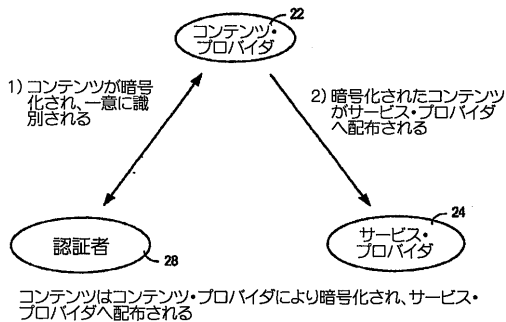 コンテンツ・
プロバイダ
22
1) コンテンツが暗号
化され、一意に識
別される
2) 暗号化されたコンテンツ
がサービス・プロバイダ
へ配布される
認証者
28
サービス・
プロバイダ
24
コンテンツはコンテンツ・プロバイダにより暗号化され、サービス・
プロバイダへ配布される